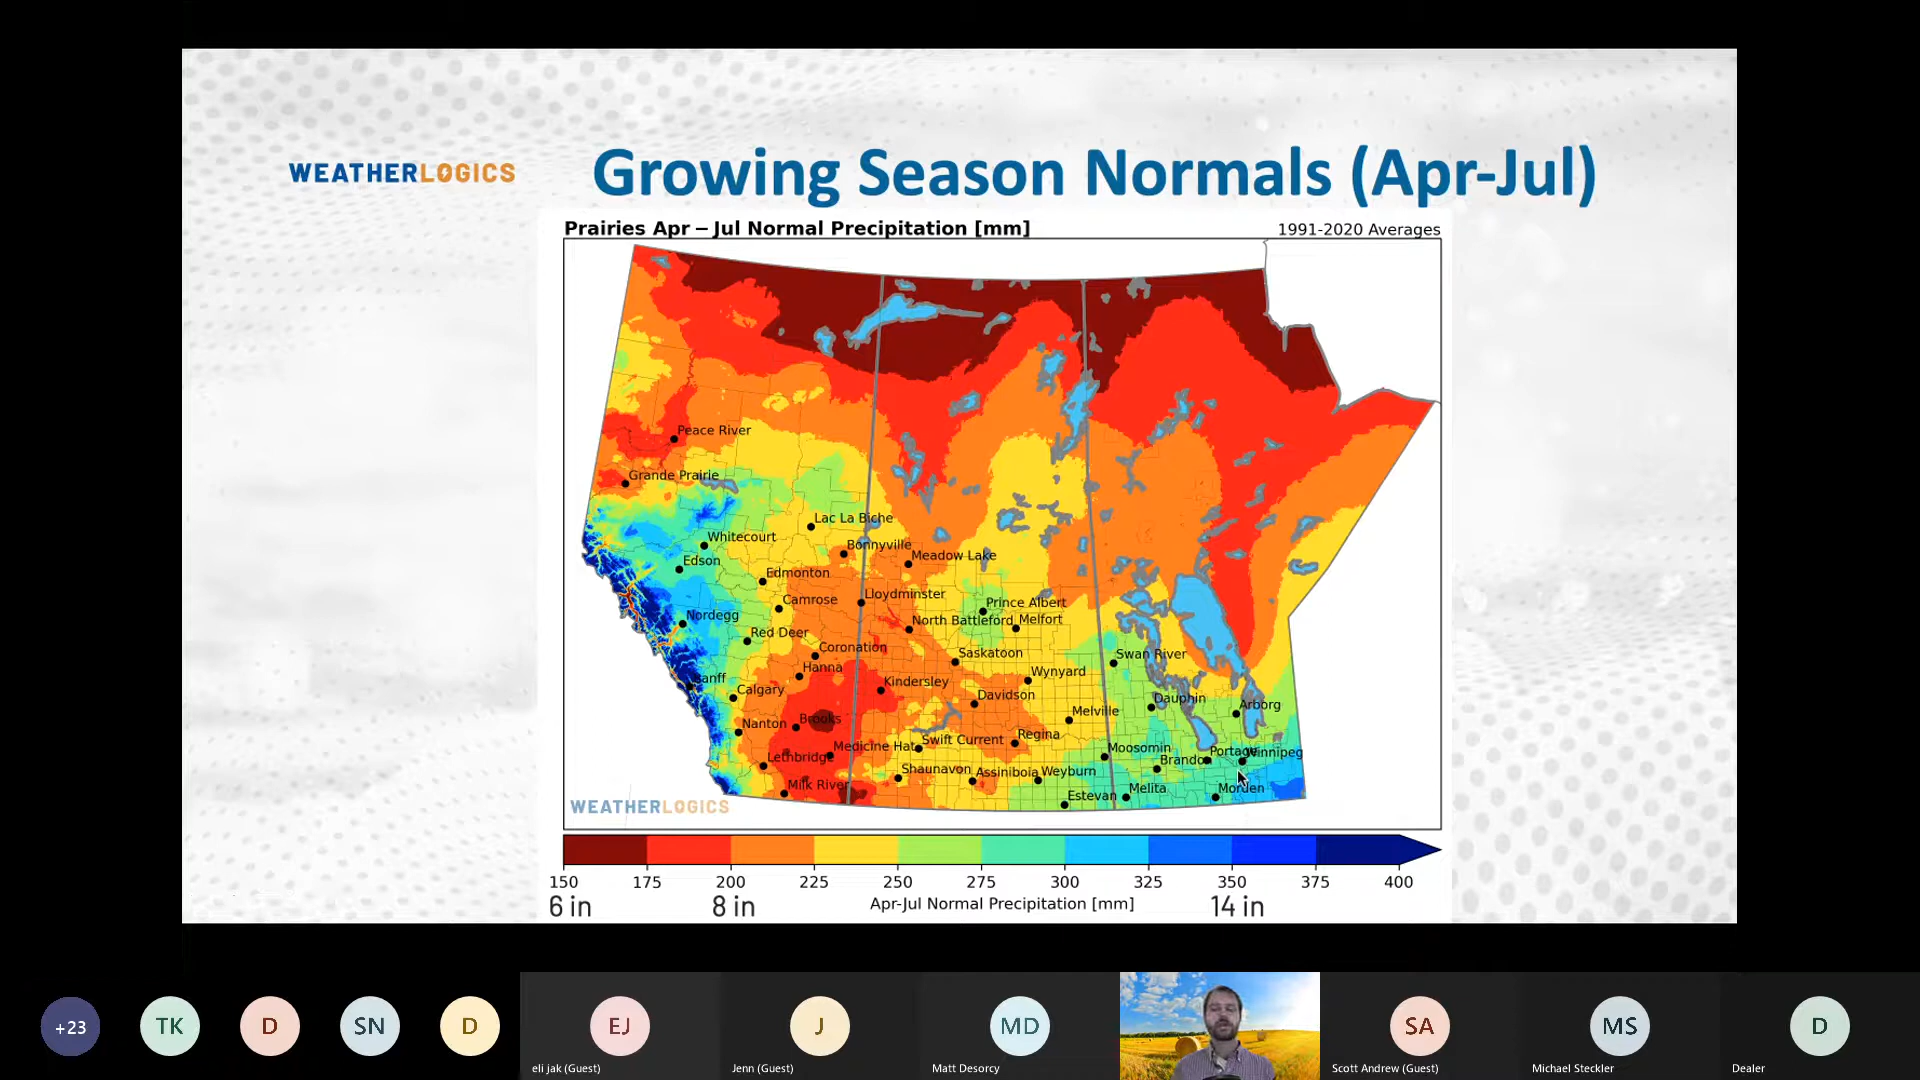 WEATHERLOGICS
Growing Season Normals (Apr-Jul)
Prairies Apr – Jul Normal Precipitation [mm]
1991-2020 Averages
Peace River
Grande Prairie
Lac La Biche
Whitecourt
Bonnyville
Meadow Lake
Edson
Edmonton
Camrose
Lloydminster
Prince Albert
Nordegg
North Battleford
Melfort
Red Deer
Coronation
Saskatoon
Swan River
Hanna
Wynyard
Banff
Kindersley
Calgary
Davidson
Dauphin
Arborg
Melville
Nanton
Brooks
Regina
Swift Current
Medicine Hat
Moosomin
Portage
Winnipeg
Lethbridge
Brandon
Shaunavon
Assiniboia
Weyburn
Milk River
Estevan
Melita
Morden
WEATHERLOGICS
150 175 200 225 250 275 300 325 350 375 400
6 in 8 in 14 in
Apr-Jul Normal Precipitation [mm]
+23
TK
D
SN
D
EJ
J
MD
SA
MS
D
eli jak (Guest)
Jenn (Guest)
Matt Desorcy
Scott Andrew (Guest)
Michael Steckler
Dealer